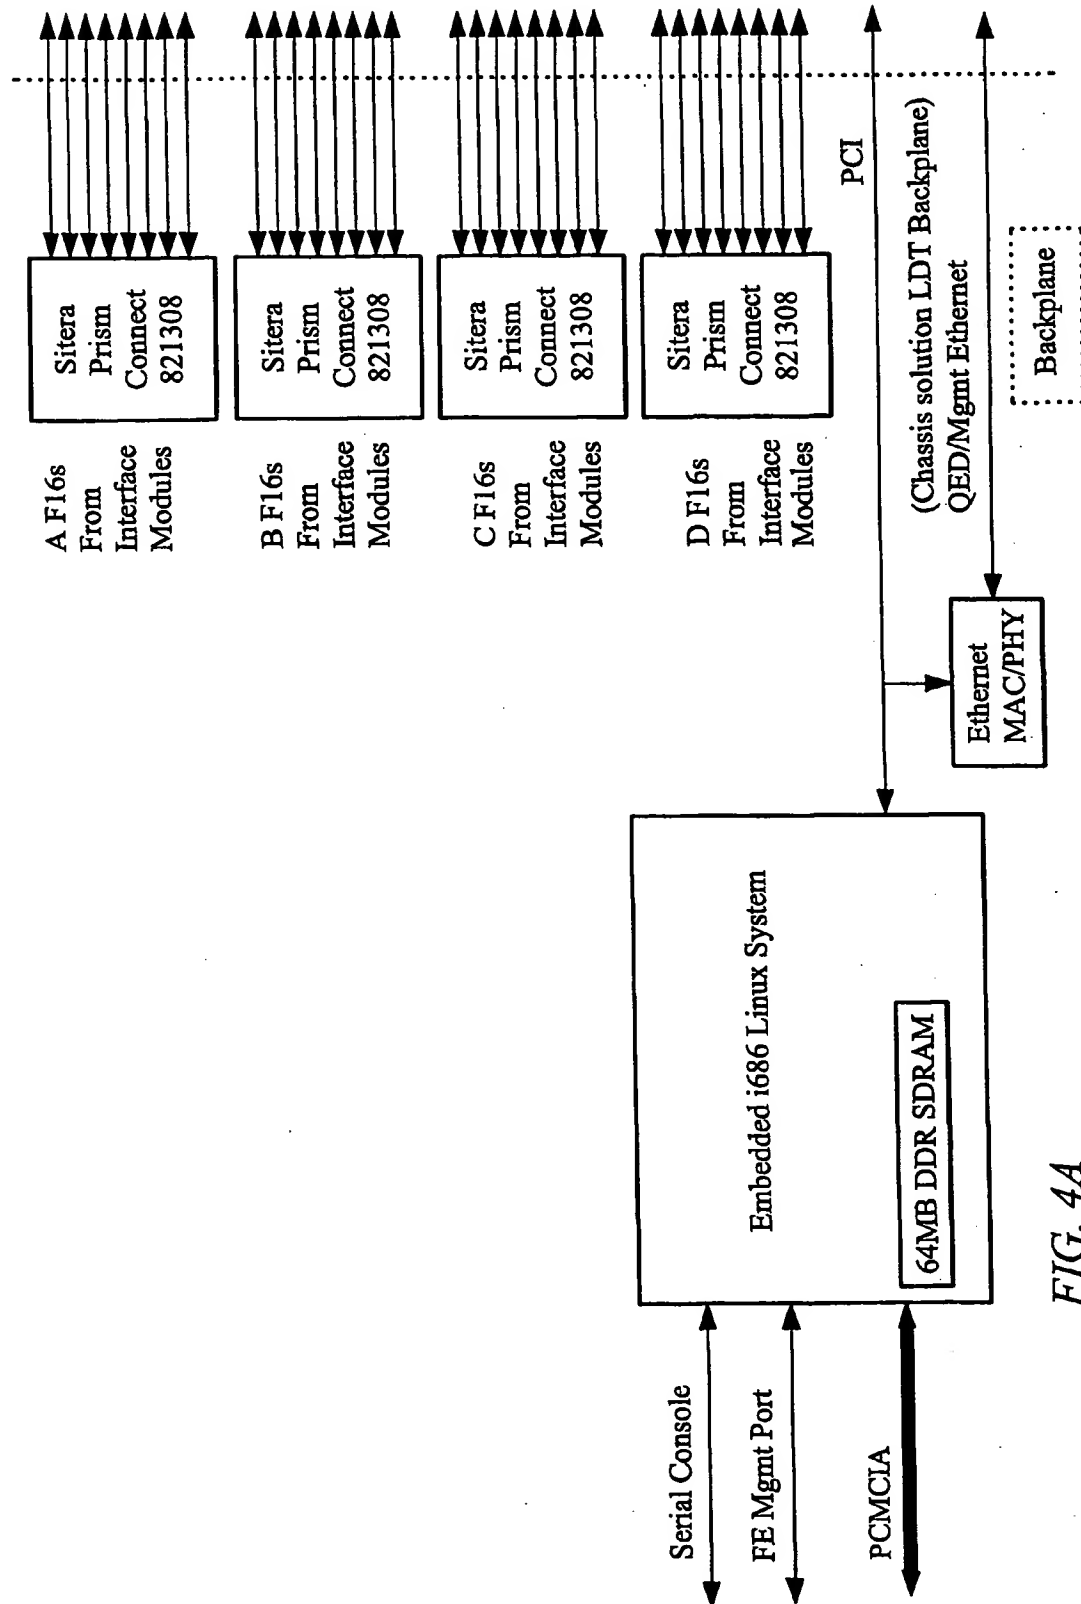 A F16s
From
Interface
Modules
Sitera
Prism
Connect
821308
B F16s
From
Interface
Modules
Sitera
Prism
Connect
821308
C F16s
From
Interface
Modules
Sitera
Prism
Connect
821308
D F16s
From
Interface
Modules
Sitera
Prism
Connect
821308
PCI
(Chassis solution LDT Backplane)
QED/Mgmt Ethernet
Backplane
Ethernet
MAC/PHY
Embedded i686 Linux System
64MB DDR SDRAM
Serial Console
FE Mgmt Port
PCMCIA
FIG. 4A